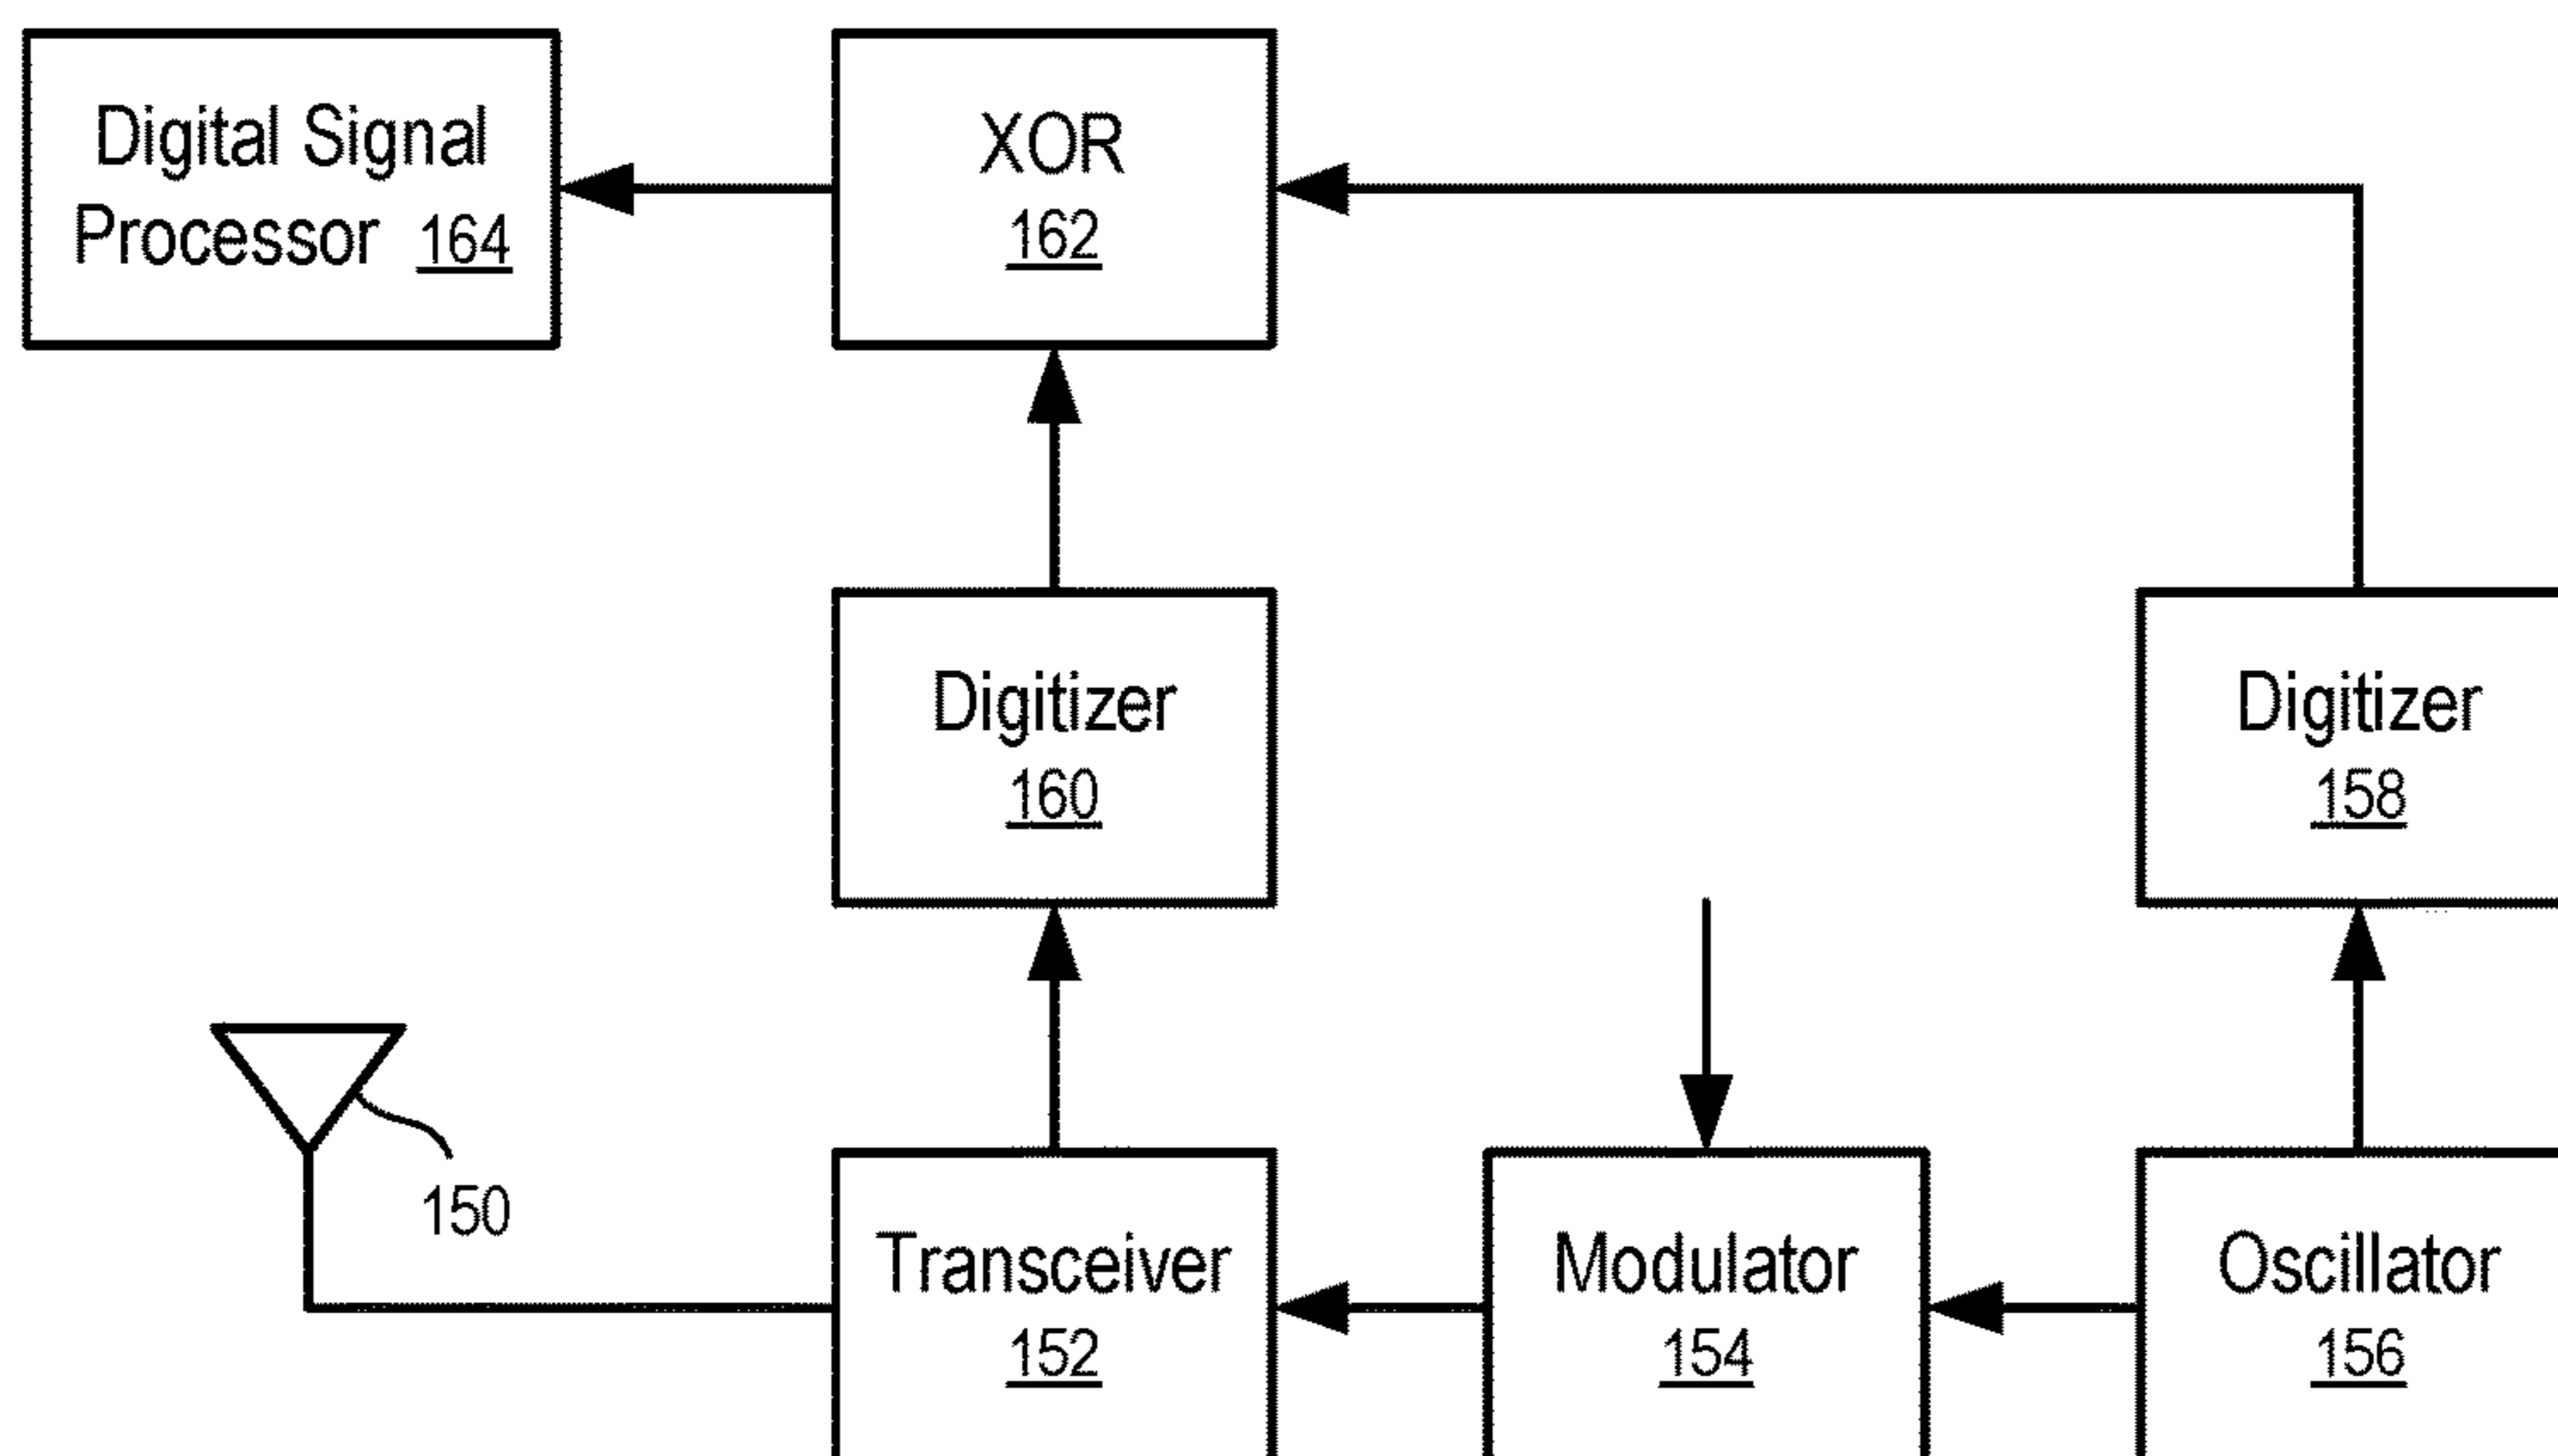 Digital Signal
Processor 164
XOR
162
Digitizer
160
Digitizer
158
150
Transceiver
152
Modulator
154
Oscillator
156